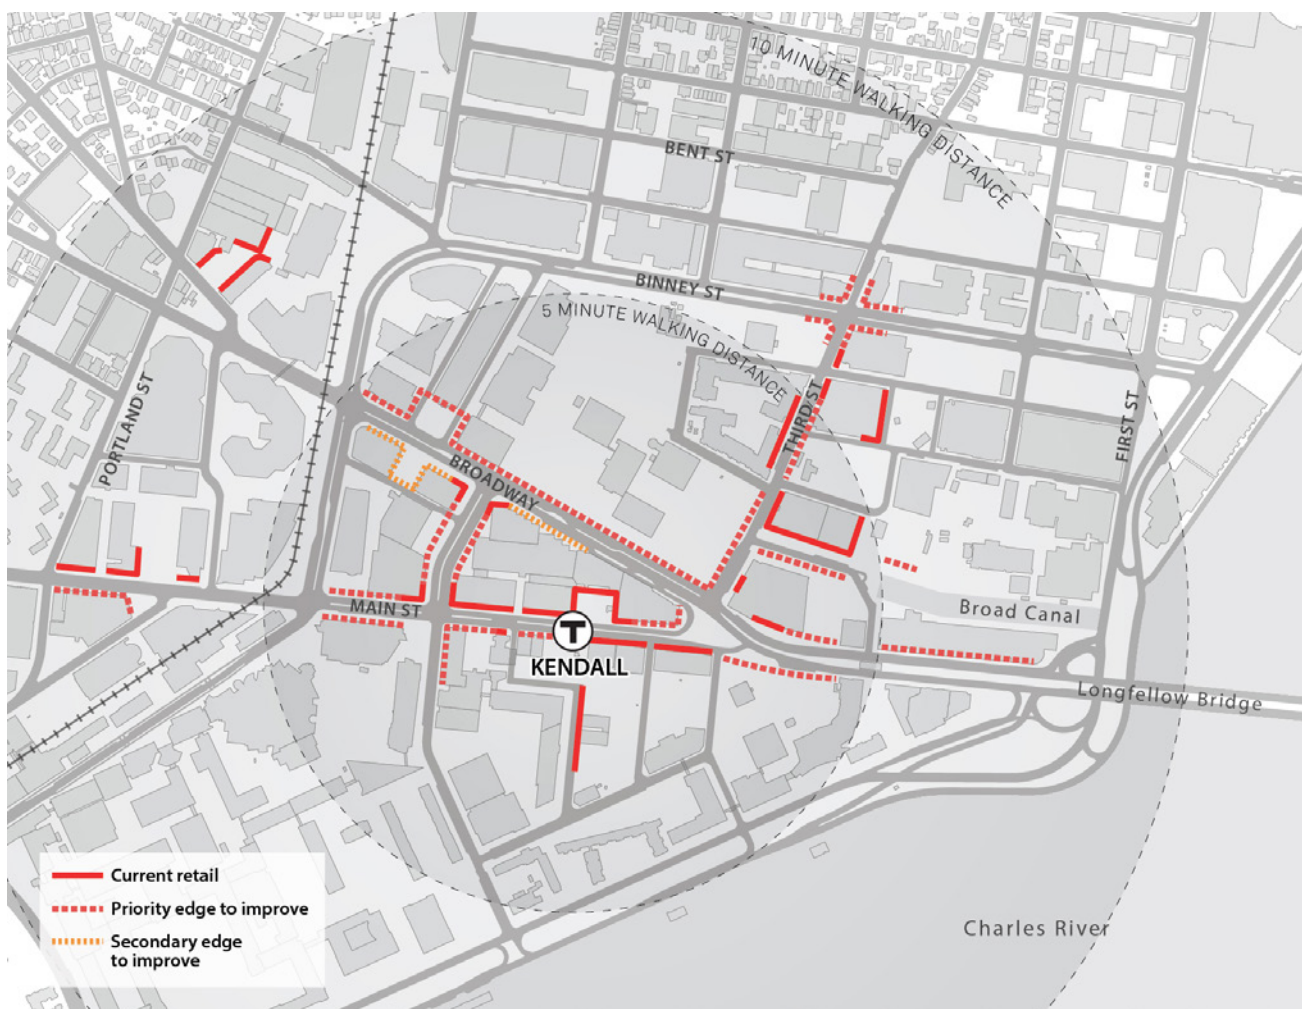 10 MINUTE WALKING DISTANCE
BENT ST
BINNEY ST
5 MINUTE WALKING DISTANCE
PORTLAND ST
THIRD ST
FIRST ST
BROADWAY
MAIN ST
T
KENDALL
Broad Canal
Longfellow Bridge
Current retail
Priority edge to improve
Secondary edge
to improve
Charles River